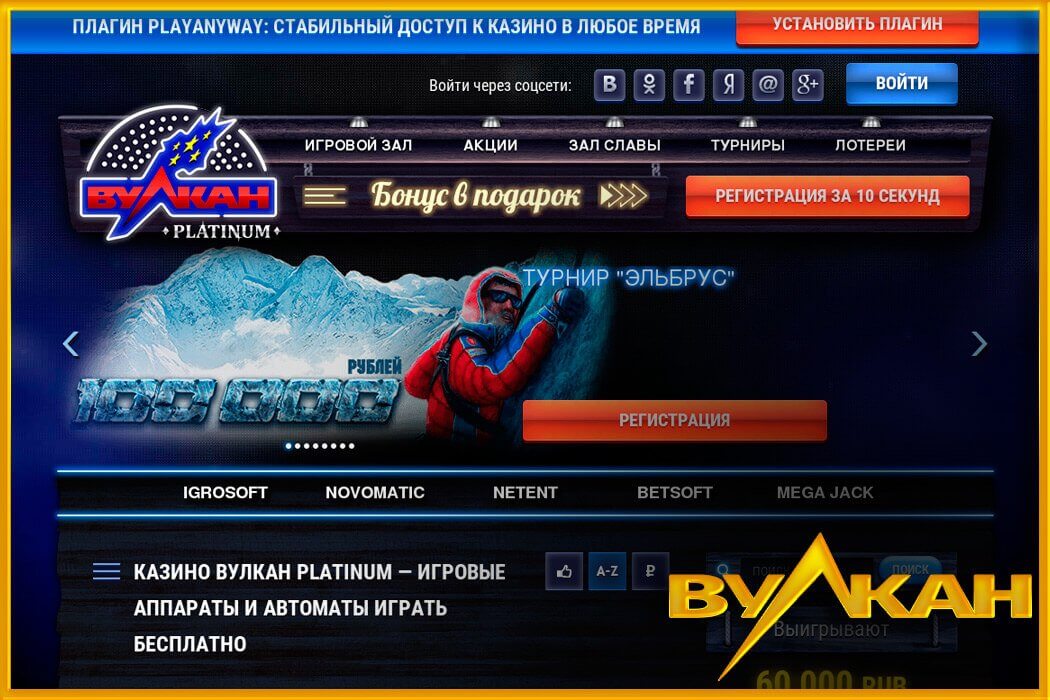 ПЛАГИН PLAYANYWAY: СТАБИЛЬНЫЙ ДОСТУП К КАЗИНО В ЛЮБОЕ ВРЕМЯ
УСТАНОВИТЬ ПЛАГИН
Войти через соцсети:
В
f
Я
@
g+
ВОЙТИ
ИГРОВОЙ ЗАЛ
АКЦИИ
ЗАЛ СЛАВЫ
ТУРНИРЫ
ЛОТЕРЕИ
ВУЛКАН
PLATINUM
Бонус в подарок
РЕГИСТРАЦИЯ ЗА 10 СЕКУНД
ТУРНИР "ЭЛЬБРУС"
РУБЛЕЙ
100 000
РЕГИСТРАЦИЯ
IGROSOFT
NOVOMATIC
NETENT
BETSOFT
MEGA JACK
КАЗИНО ВУЛКАН PLATINUM — ИГРОВЫЕ
АППАРАТЫ И АВТОМАТЫ ИГРАТЬ
БЕСПЛАТНО
A-Z
₽
ПОИСК
ВУЛКАН
Выигрывают
60 000 RUB